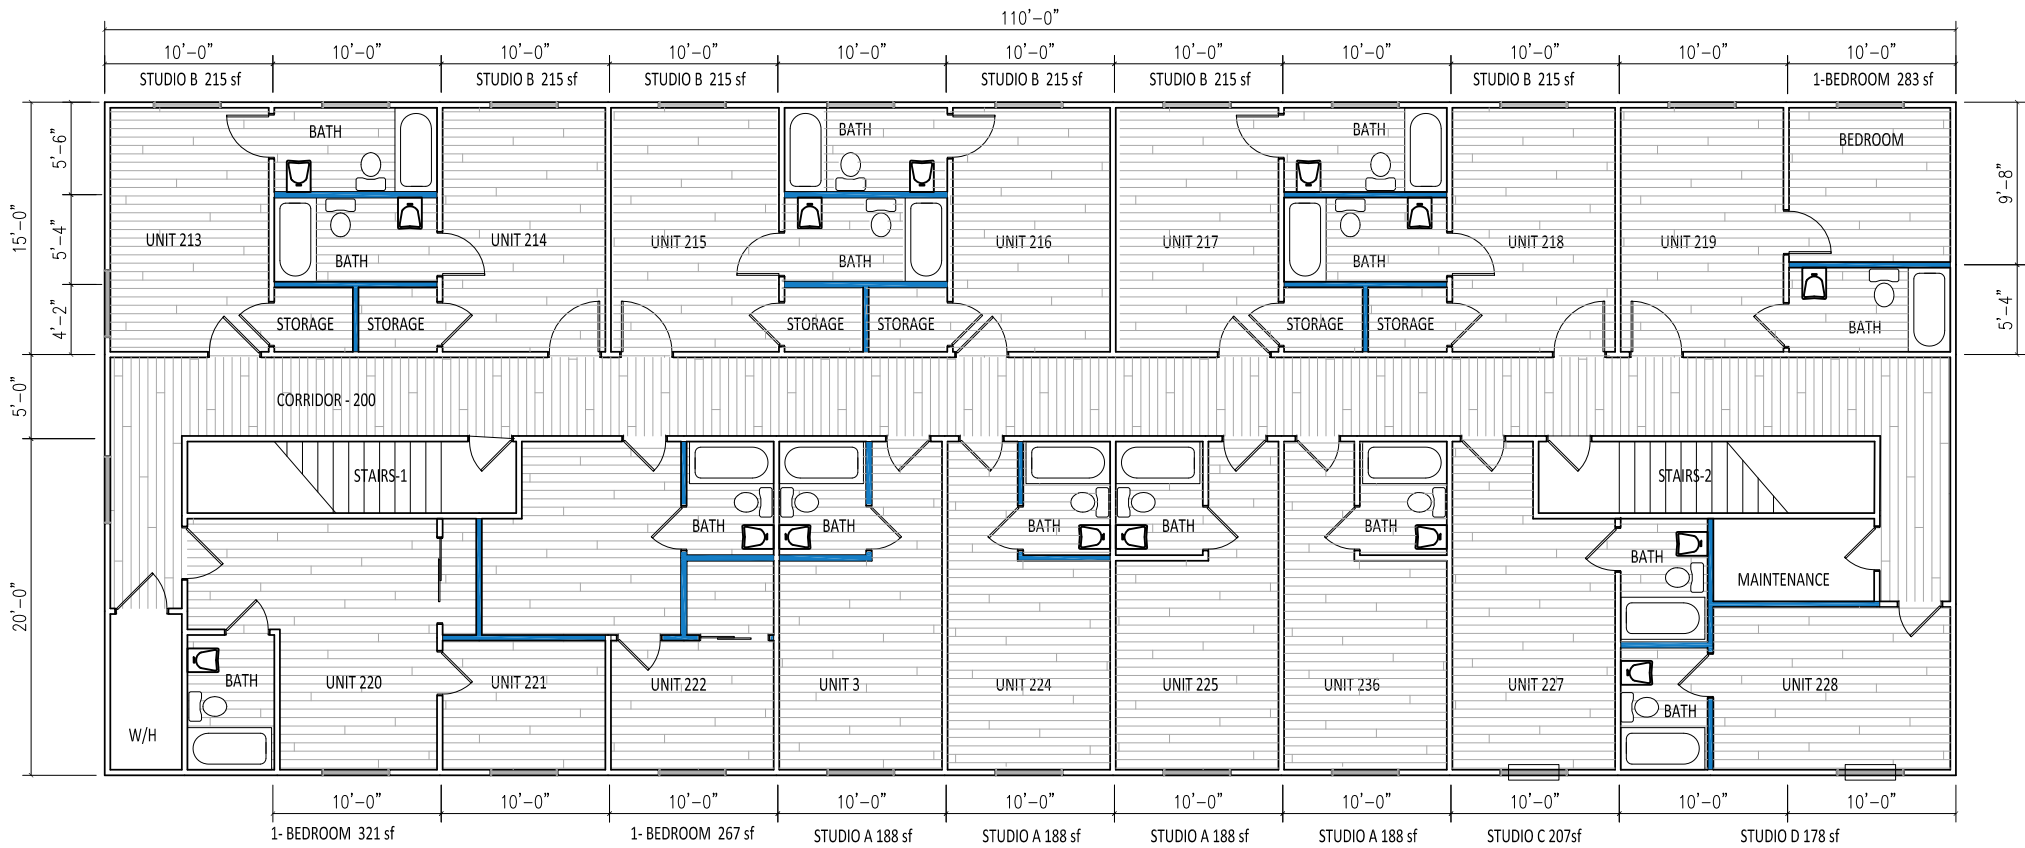 110'-0"
10'-0" 10'-0" 10'-0" 10'-0" 10'-0" 10'-0" 10'-0" 10'-0" 10'-0" 10'-0" 10'-0"
STUDIO B 215 sf STUDIO B 215 sf STUDIO B 215 sf STUDIO B 215 sf STUDIO B 215 sf STUDIO B 215 sf 1-BEDROOM 283 sf
5'-6"
BATH BATH BATH BEDROOM
9'-8"
15'-0"
5'-4"
UNIT 213 UNIT 214 UNIT 215 UNIT 216 UNIT 217 UNIT 218 UNIT 219
BATH BATH BATH
4'-2"
STORAGE STORAGE STORAGE STORAGE STORAGE STORAGE BATH
5'-4"
5'-0"
CORRIDOR - 200
STAIRS-1 STAIRS-2
BATH BATH BATH BATH BATH BATH
MAINTENANCE
20'-0"
BATH UNIT 220 UNIT 221 UNIT 222 UNIT 3 UNIT 224 UNIT 225 UNIT 236 UNIT 227 UNIT 228
BATH
W/H
10'-0" 10'-0" 10'-0" 10'-0" 10'-0" 10'-0" 10'-0" 10'-0" 10'-0" 10'-0"
1- BEDROOM 321 sf 1- BEDROOM 267 sf STUDIO A 188 sf STUDIO A 188 sf STUDIO A 188 sf STUDIO A 188 sf STUDIO C 207sf STUDIO D 178 sf